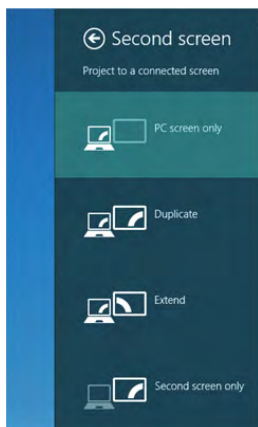 Second screen
Project to a connected screen
PC screen only
Duplicate
Extend
Second screen only